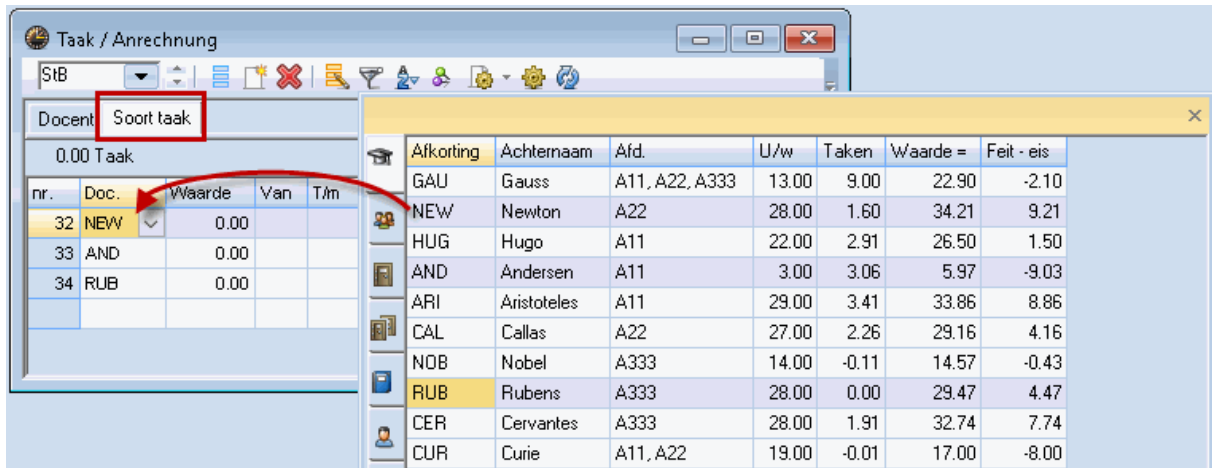 Taak / Anrechnung
StB
Docent Soort taak
0.00 Taak
nr. Doc. Waarde Van T/m
32 NEW 0.00
33 AND 0.00
34 RUB 0.00
Afkorting Achternaam Afd. U/w Taken Waarde = Feit - eis
GAU Gauss A11, A22, A333 13.00 9.00 22.90 -2.10
NEW Newton A22 28.00 1.60 34.21 9.21
HUG Hugo A11 22.00 2.91 26.50 1.50
AND Andersen A11 3.00 3.06 5.97 -9.03
ARI Aristoteles A11 29.00 3.41 33.86 8.86
CAL Callas A22 27.00 2.26 29.16 4.16
NOB Nobel A333 14.00 -0.11 14.57 -0.43
RUB Rubens A333 28.00 0.00 29.47 4.47
CER Cervantes A333 28.00 1.91 32.74 7.74
CUR Curie A11, A22 19.00 -0.01 17.00 -8.00